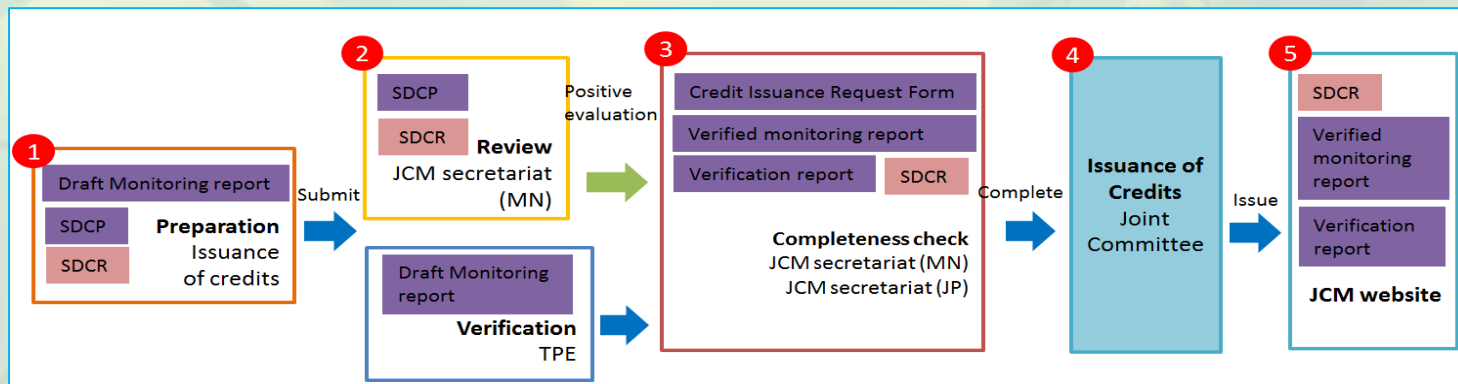 1
Draft Monitoring report
SDCP
SDCR
Preparation
Issuance
of credits
Submit
2
SDCP
SDCR
Review
JCM secretariat
(MN)
Draft Monitoring
report
Verification
TPE
Positive
evaluation
3
Credit Issuance Request Form
Verified monitoring report
Verification report
SDCR
Completeness check
JCM secretariat (MN)
JCM secretariat (JP)
Complete
4
Issuance of
Credits
Joint
Committee
Issue
5
SDCR
Verified
monitoring
report
Verification
report
JCM website